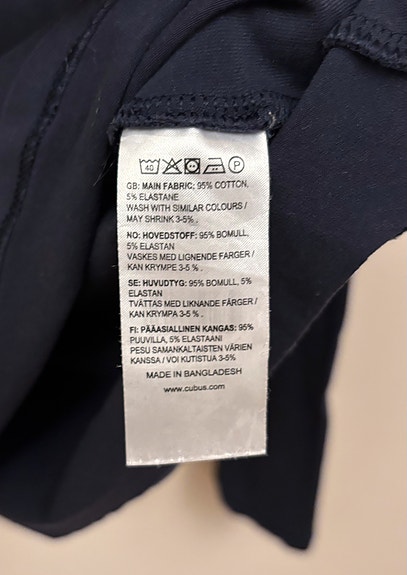 40 P
GB: MAIN FABRIC; 95% COTTON,
5% ELASTANE
WASH WITH SIMILAR COLOURS /
MAY SHRINK 3-5% .
NO: HOVEDSTOFF: 95% BOMULL,
5% ELASTAN
VASKES MED LIGNENDE FARGER /
KAN KRYMPE 3-5 % .
SE: HUVUDTYG: 95% BOMULL, 5%
ELASTAN
TVÄTTAS MED LIKNANDE FÄRGER /
KAN KRYMPA 3-5 % .
FI: PÄÄASIALLINEN KANGAS: 95%
PUUVILLA, 5% ELASTAANI
PESU SAMANKALTAISTEN VÄRIEN
KANSSA / VOI KUTISTUA 3-5%
MADE IN BANGLADESH
www.cubus.com